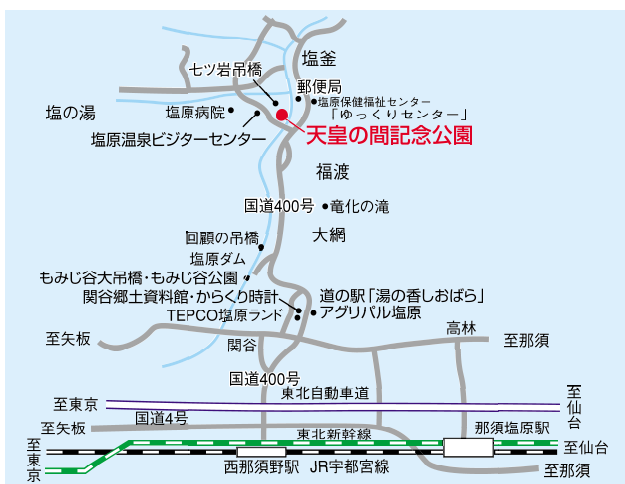 塩釜
七ツ岩吊橋
郵便局
塩原保健福祉センター
「ゆっくりセンター」
塩の湯
塩原病院
天皇の間記念公園
塩原温泉ビジターセンター
福渡
国道400号
竜化の滝
大網
回顧の吊橋
塩原ダム
もみじ谷大吊橋・もみじ谷公園
関谷郷土資料館・からくり時計
道の駅「湯の香しおばら」
TEPCO塩原ランド
アグリパル塩原
高林
至矢板
関谷
至那須
国道400号
東北自動車道
至仙台
至東京
国道4号
那須塩原駅
至矢板
東北新幹線
至東京
至仙台
西那須野駅
JR宇都宮線
至那須